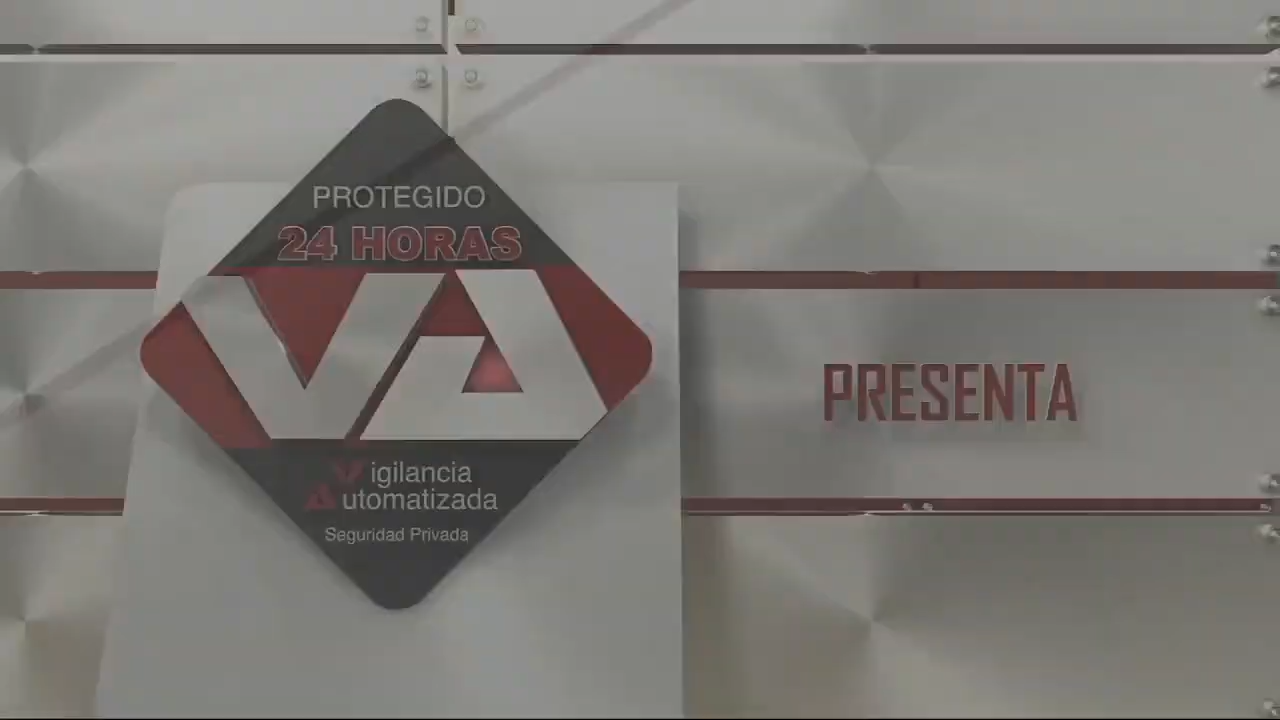 PROTEGIDO
24 HORAS
VA
Vigilancia
Automatizada
Seguridad Privada
PRESENTA